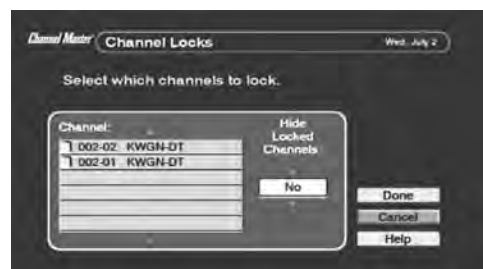 Channel Master Channel Locks Wed, July 2
Select which channels to lock.
Channel:
002-02 KWGN-DT
002-01 KWGN-DT
Hide
Locked
Channels
No
Done
Cancel
Help